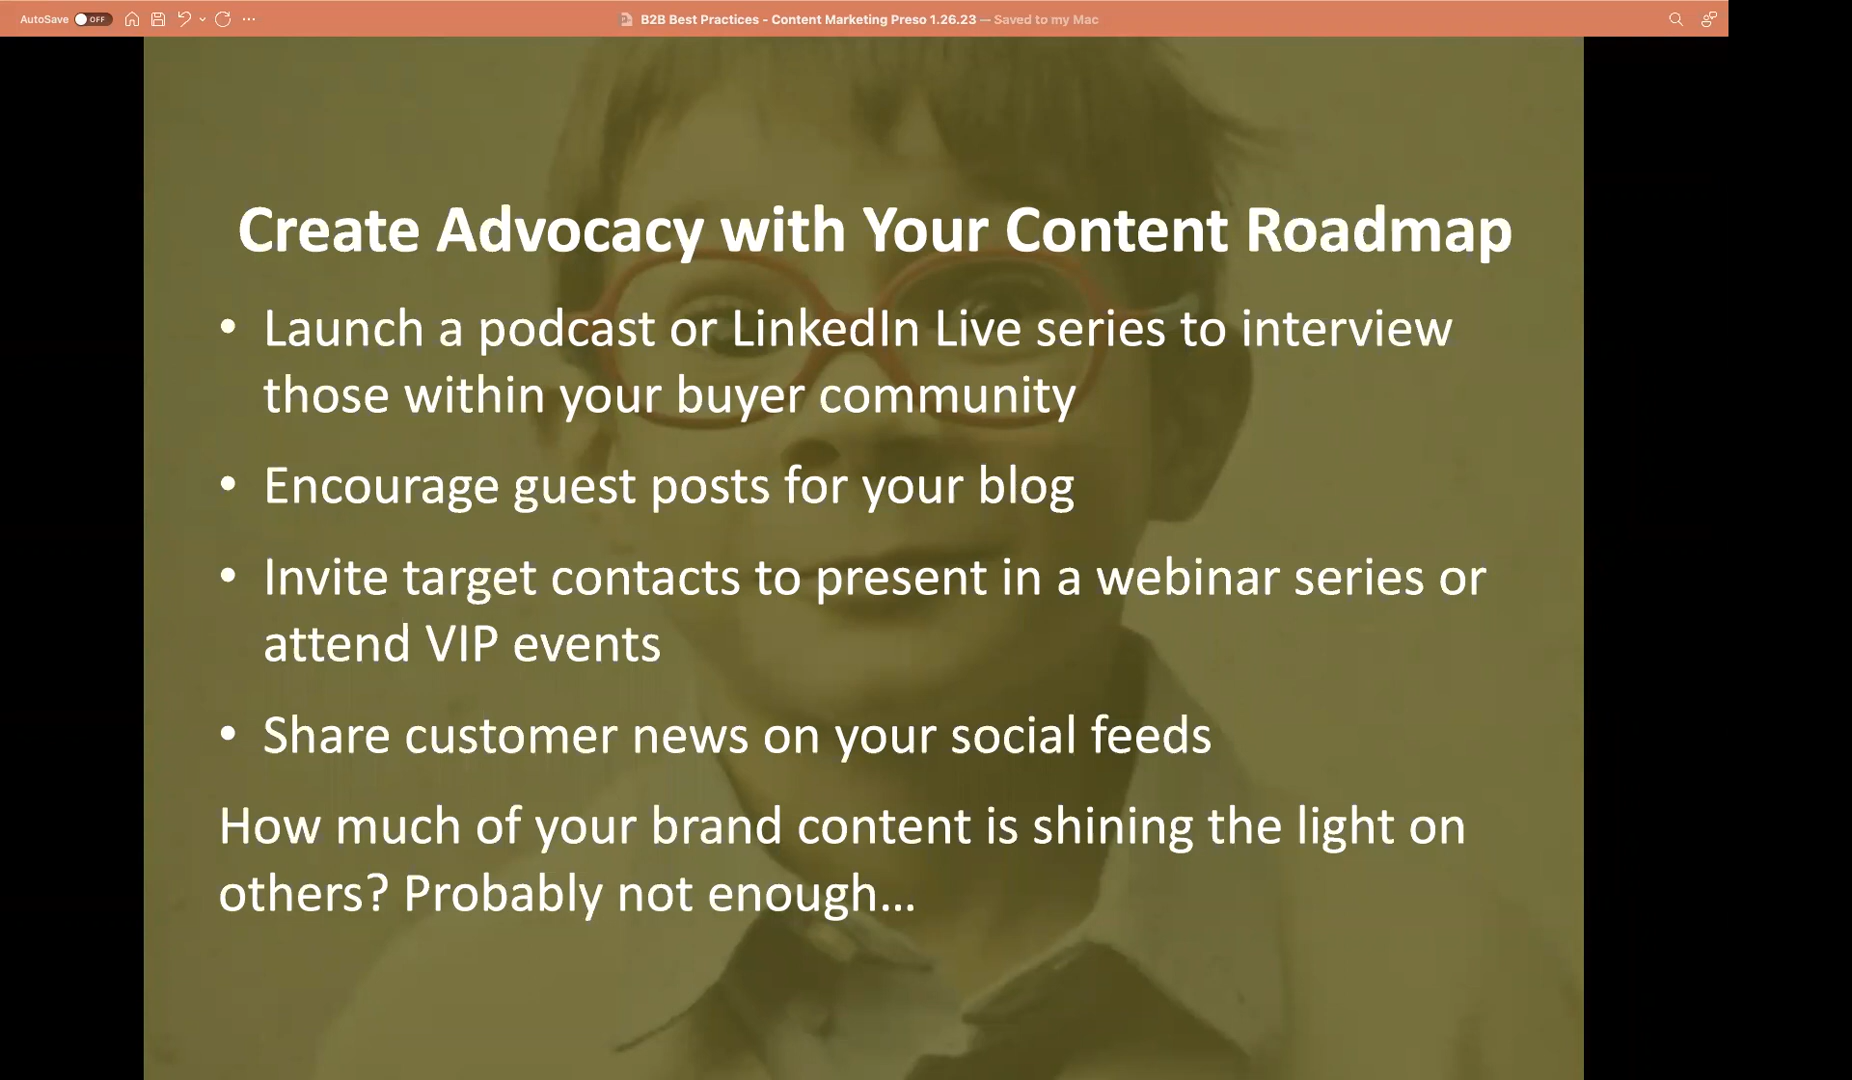 AutoSave OFF B2B Best Practices - Content Marketing Preso 1.26.23 — Saved to my Mac
Create Advocacy with Your Content Roadmap
• Launch a podcast or LinkedIn Live series to interview
those within your buyer community
• Encourage guest posts for your blog
• Invite target contacts to present in a webinar series or
attend VIP events
• Share customer news on your social feeds
How much of your brand content is shining the light on
others? Probably not enough…